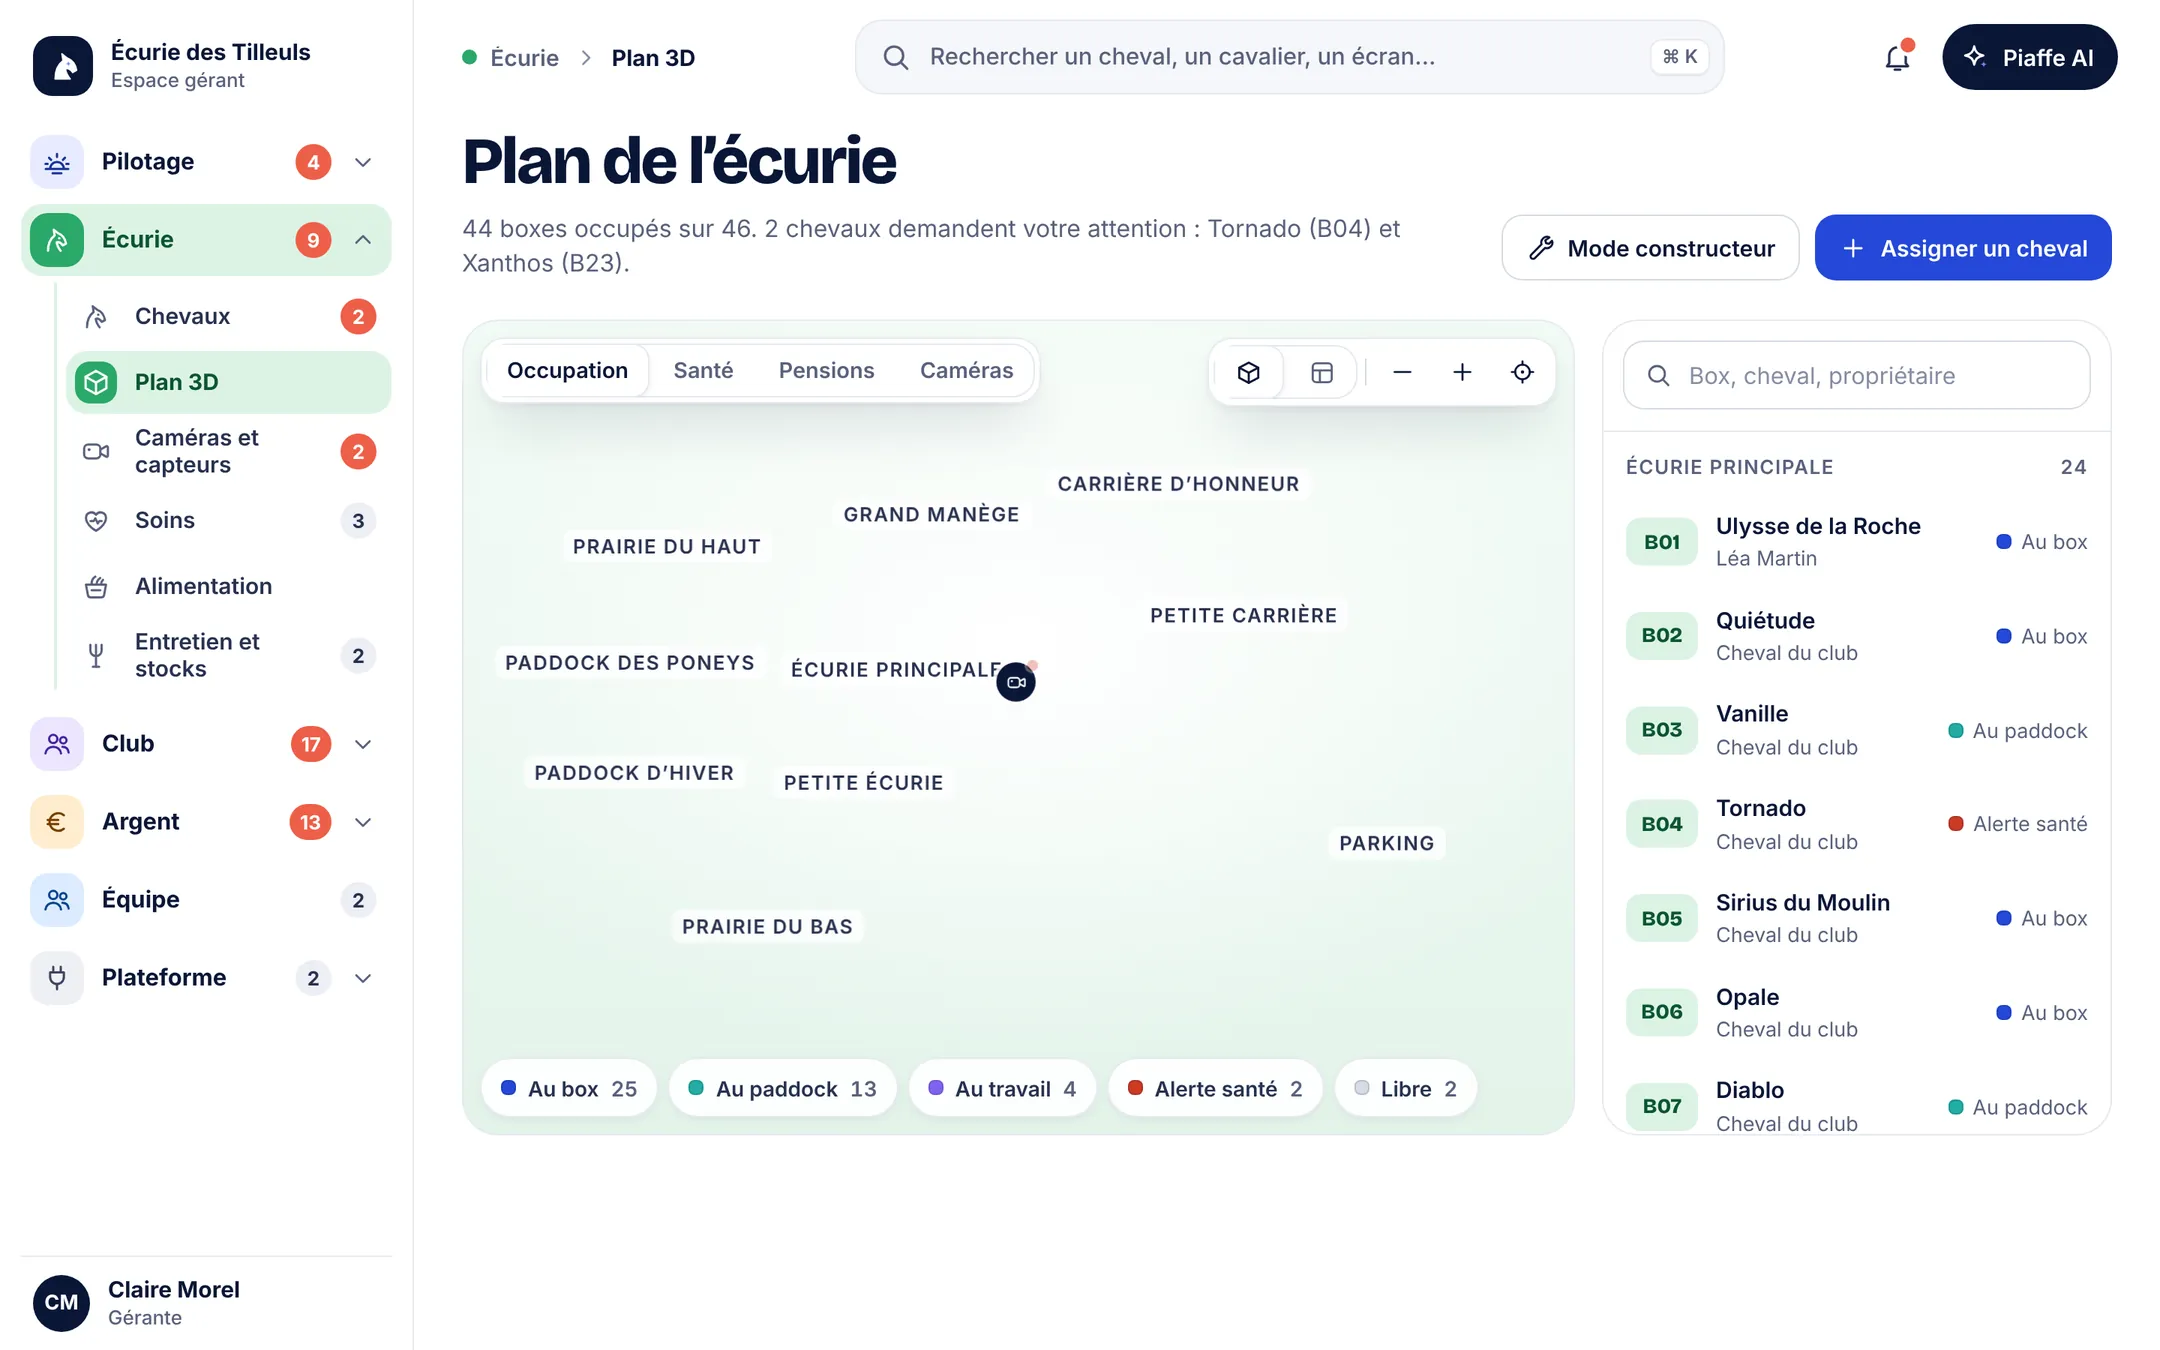 Écurie des Tilleuls
Espace gérant
Pilotage 4
Écurie 9
Chevaux 2
Plan 3D
Caméras et
capteurs 2
Soins 3
Alimentation
Entretien et
stocks 2
Club 17
€ Argent 13
Équipe 2
Plateforme 2
CM Claire Morel
Gérante
Écurie > Plan 3D
Rechercher un cheval, un cavalier, un écran... ⌘ K
Piaffe AI
Plan de l’écurie
44 boxes occupés sur 46. 2 chevaux demandent votre attention : Tornado (B04) et
Xanthos (B23).
Mode constructeur
+ Assigner un cheval
Occupation Santé Pensions Caméras
CARRIÈRE D’HONNEUR
GRAND MANÈGE
PRAIRIE DU HAUT
PETITE CARRIÈRE
PADDOCK DES PONEYS
ÉCURIE PRINCIPALE
PADDOCK D’HIVER
PETITE ÉCURIE
PARKING
PRAIRIE DU BAS
Au box 25
Au paddock 13
Au travail 4
Alerte santé 2
Libre 2
Box, cheval, propriétaire
ÉCURIE PRINCIPALE 24
B01 Ulysse de la Roche
Léa Martin
Au box
B02 Quiétude
Cheval du club
Au box
B03 Vanille
Cheval du club
Au paddock
B04 Tornado
Cheval du club
Alerte santé
B05 Sirius du Moulin
Cheval du club
Au box
B06 Opale
Cheval du club
Au box
B07 Diablo
Cheval du club
Au paddock